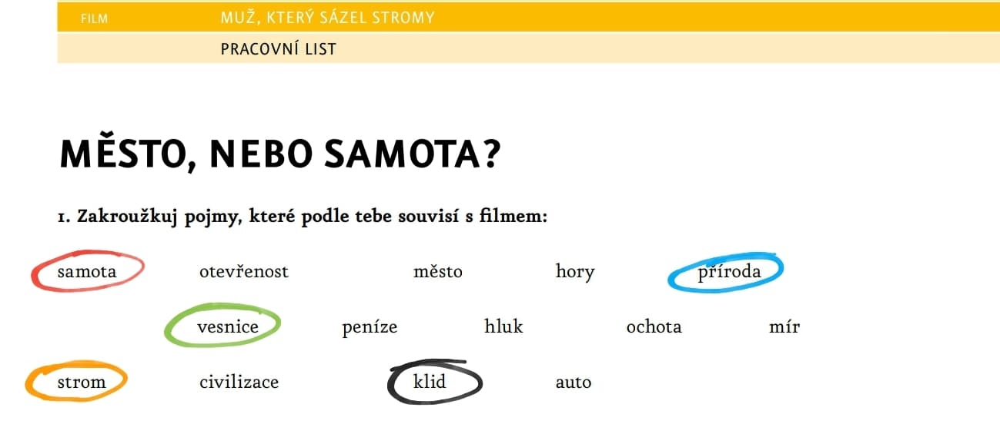 FILM MUŽ, KTERÝ SÁZEL STROMY
PRACOVNÍ LIST
MĚSTO, NEBO SAMOTA?
1. Zakroužkuj pojmy, které podle tebe souvisí s filmem:
samota otevřenost město hory příroda
vesnice peníze hluk ochota mír
strom civilizace klid auto